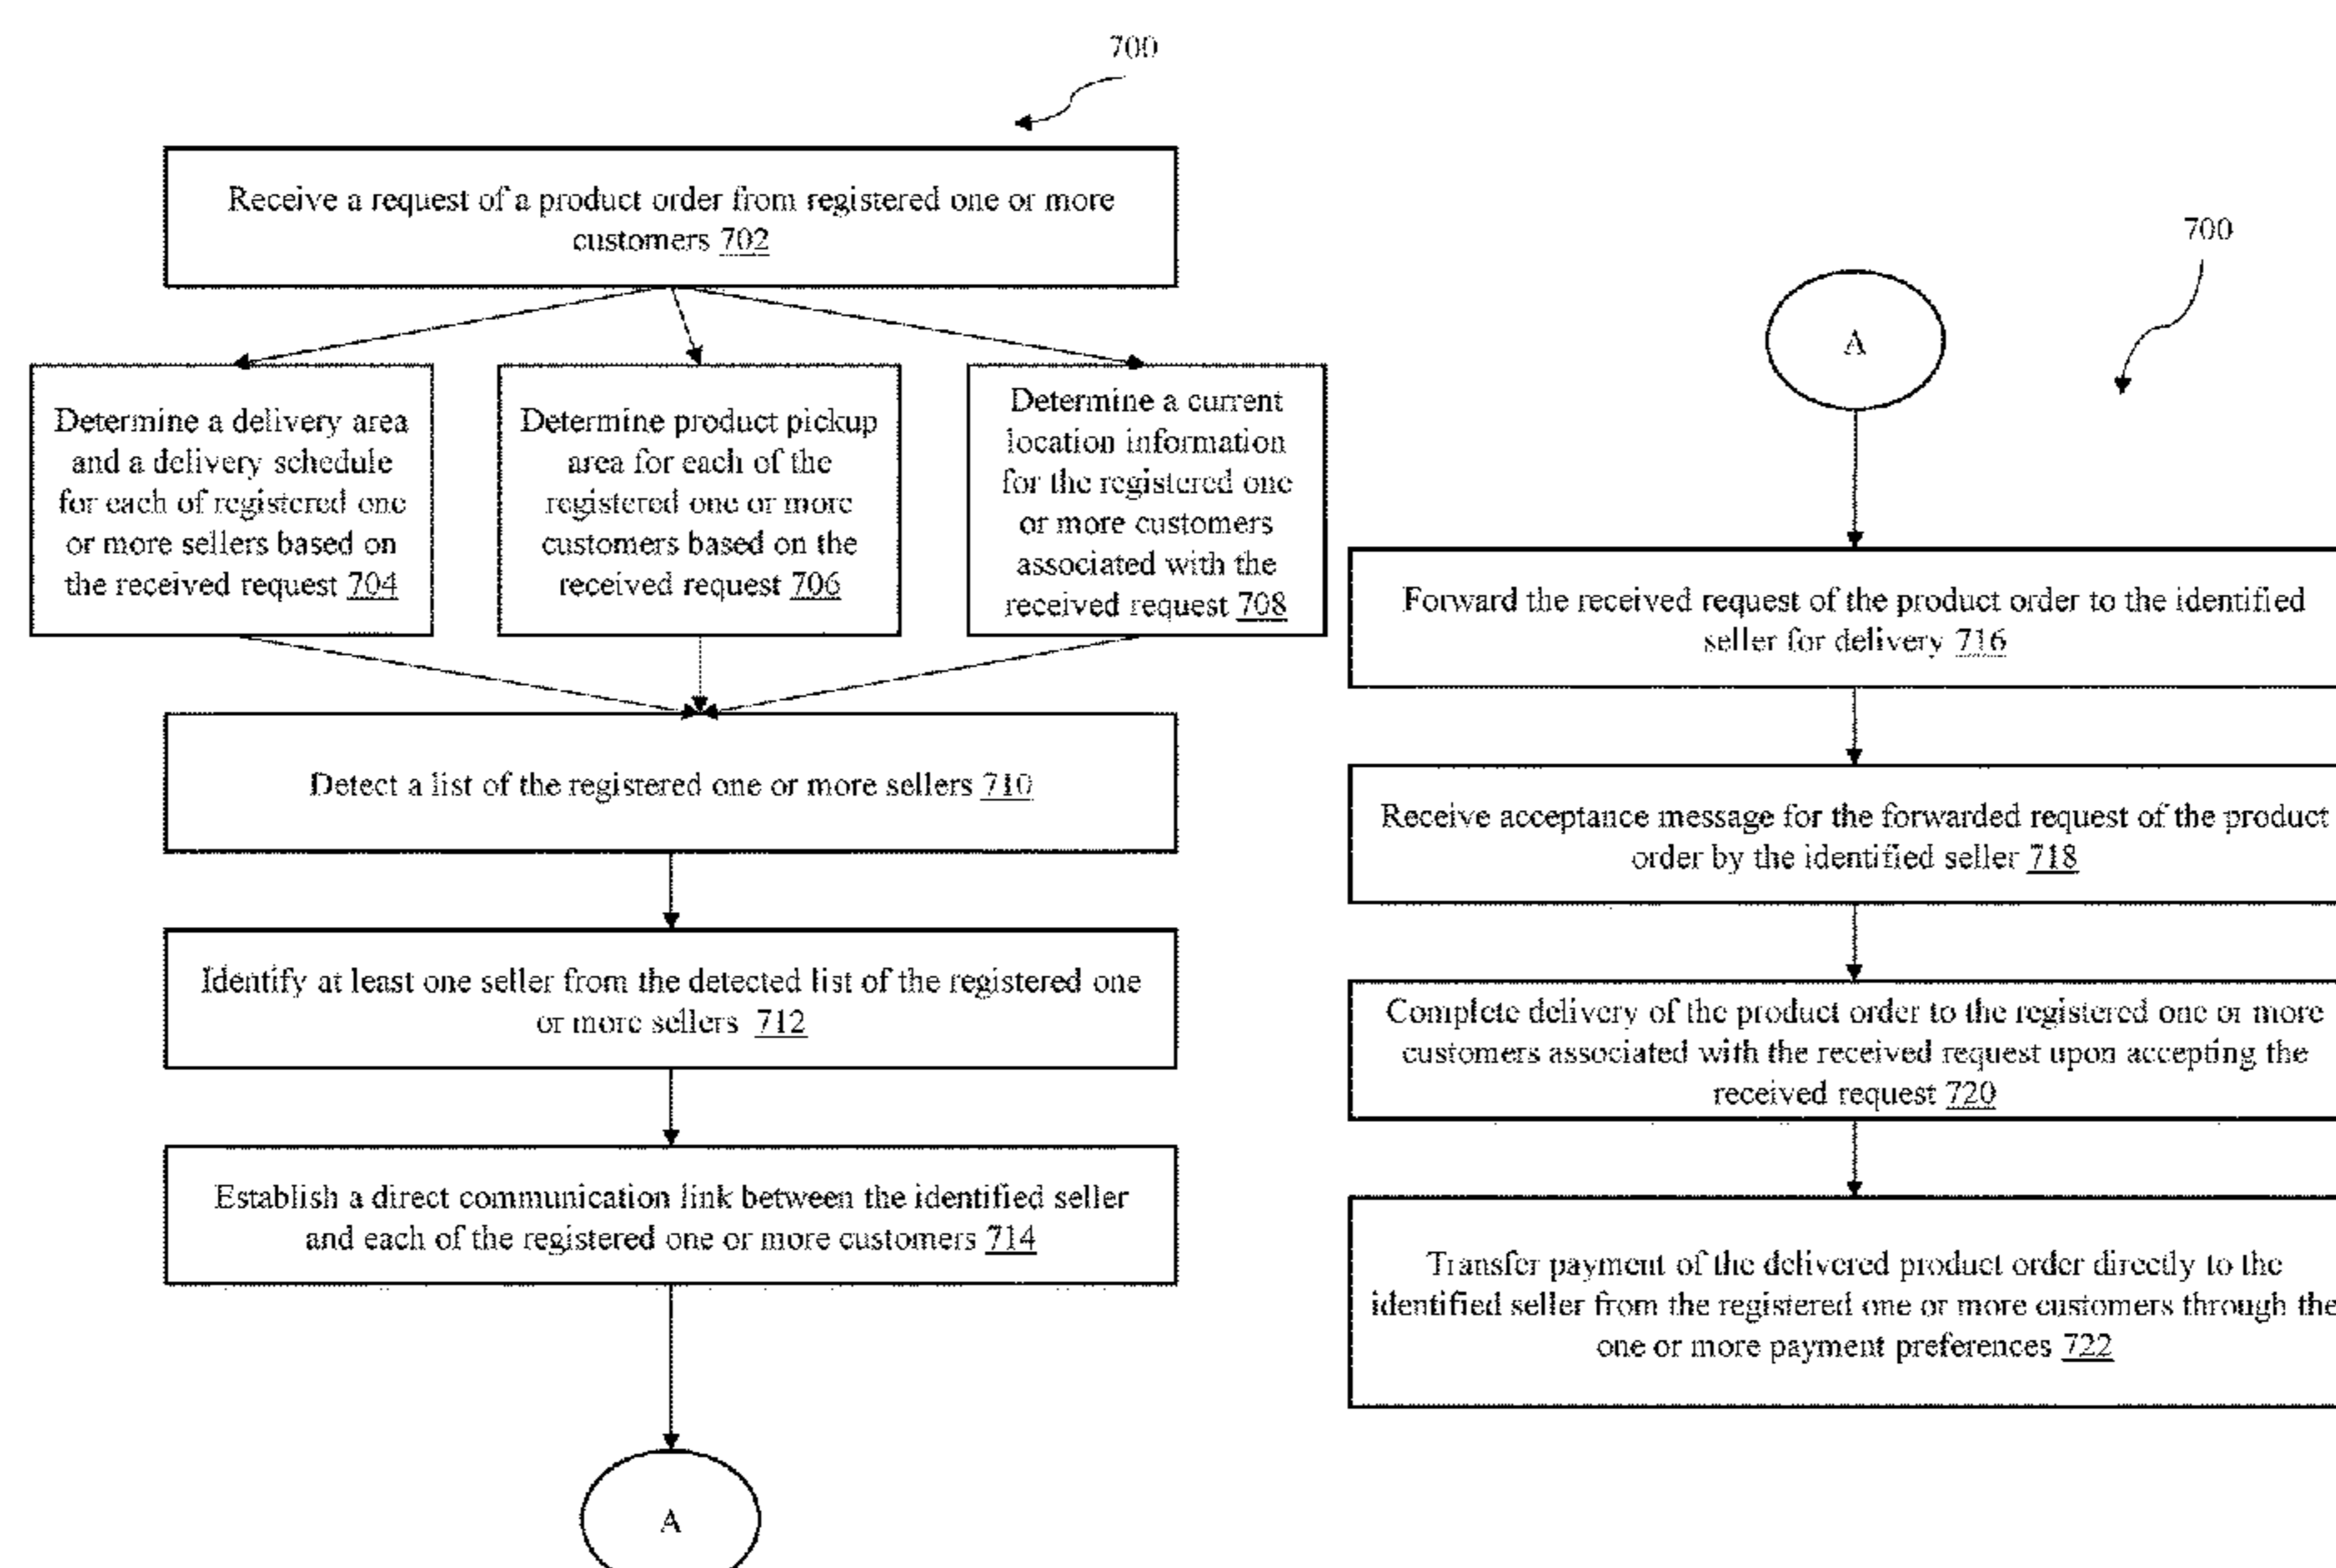 700
Receive a request of a product order from registered one or more
customers 702
Determine a delivery area
and a delivery schedule
for each of registered one
or more sellers based on
the received request 704
Determine product pickup
area for each of the
registered one or more
customers based on the
received request 706
Determine a current
location information
for the registered one
or more customers
associated with the
received request 708
Detect a list of the registered one or more sellers 710
Identify at least one seller from the detected list of the registered one
or more sellers 712
Establish a direct communication link between the identified seller
and each of the registered one or more customers 714
A
700
A
Forward the received request of the product order to the identified
seller for delivery 716
Receive acceptance message for the forwarded request of the product
order by the identified seller 718
Complete delivery of the product order to the registered one or more
customers associated with the received request upon accepting the
received request 720
Transfer payment of the delivered product order directly to the
identified seller from the registered one or more customers through the
one or more payment preferences 722